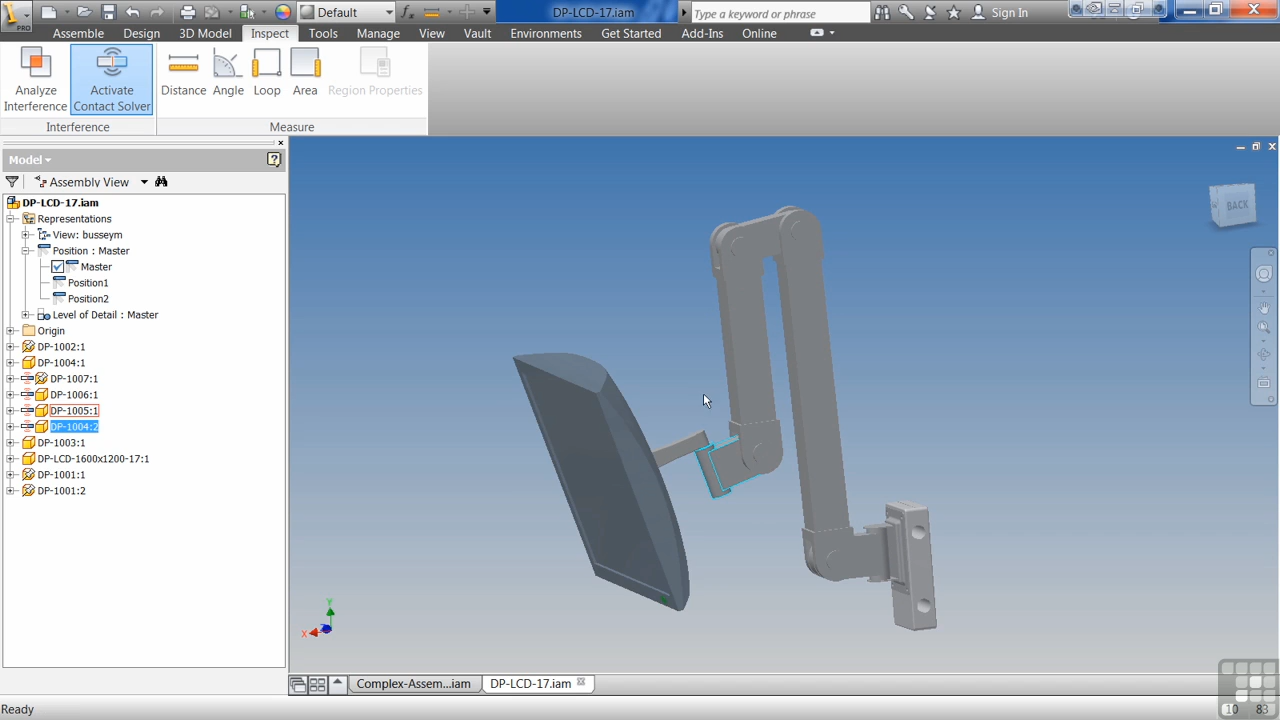 PRO
Default
DP-LCD-17.iam
Type a keyword or phrase
Sign In
Assemble Design 3D Model Inspect Tools Manage View Vault Environments Get Started Add-Ins Online
Analyze Interference
Activate Contact Solver
Distance
Angle
Loop
Area
Region Properties
Interference
Measure
Model
Assembly View
DP-LCD-17.iam
Representations
View: busseym
Position : Master
Master
Position1
Position2
Level of Detail : Master
Origin
DP-1002:1
DP-1004:1
DP-1007:1
DP-1006:1
DP-1005:1
DP-1004:2
DP-1003:1
DP-LCD-1600x1200-17:1
DP-1001:1
DP-1001:2
BACK
Y
X
Complex-Assem...iam
DP-LCD-17.iam
Ready
10 83